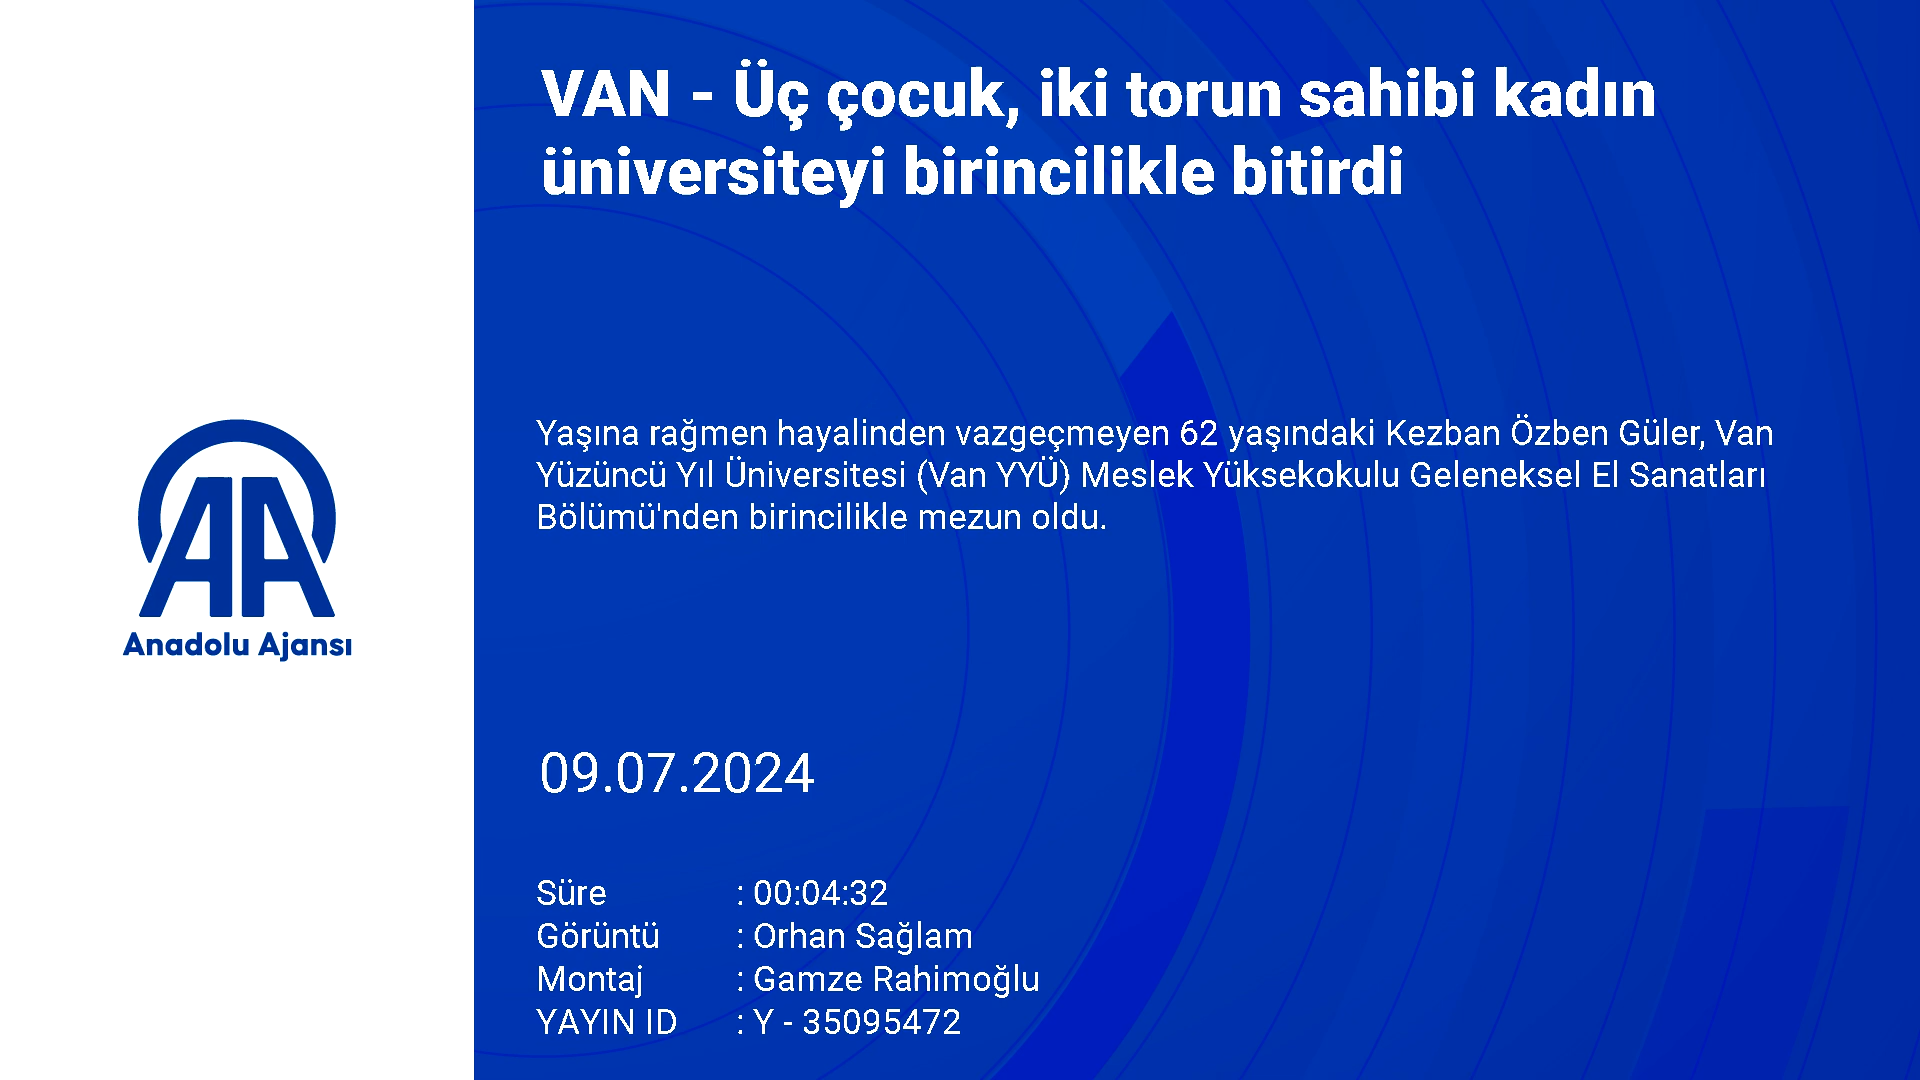 VAN - Üç çocuk, iki torun sahibi kadın
üniversiteyi birincilikle bitirdi
Yaşına rağmen hayalinden vazgeçmeyen 62 yaşındaki Kezban Özben Güler, Van
Yüzüncü Yıl Üniversitesi (Van YYÜ) Meslek Yüksekokulu Geleneksel El Sanatları
Bölümü'nden birincilikle mezun oldu.
AA
Anadolu Ajansı
09.07.2024
Süre : 00:04:32
Görüntü : Orhan Sağlam
Montaj : Gamze Rahimoğlu
YAYIN ID : Y - 35095472